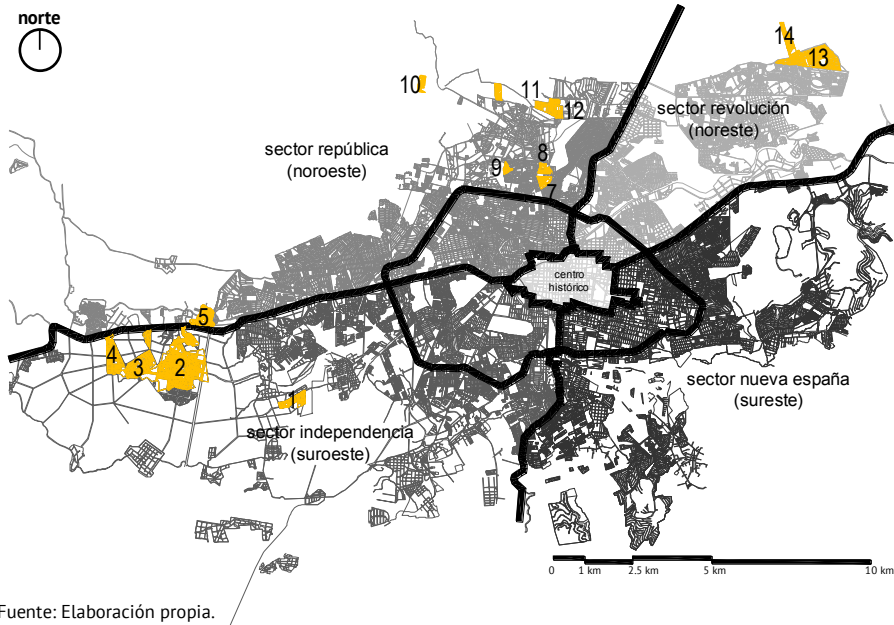 norte
14
13
10
11
12
sector revolución
(noreste)
sector república
(noroeste)
9
8
7
centro
histórico
5
4
3
2
1
sector nueva españa
(sureste)
sector independencia
(suroeste)
0 1 km 2.5 km 5 km 10 km
Fuente: Elaboración propia.